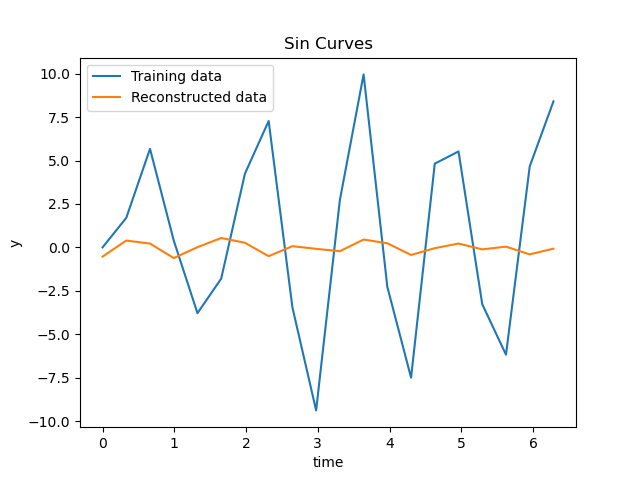 Sin Curves
Training data
Reconstructed data
10.0
7.5
5.0
2.5
0.0
−2.5
−5.0
−7.5
−10.0
y
0 1 2 3 4 5 6
time